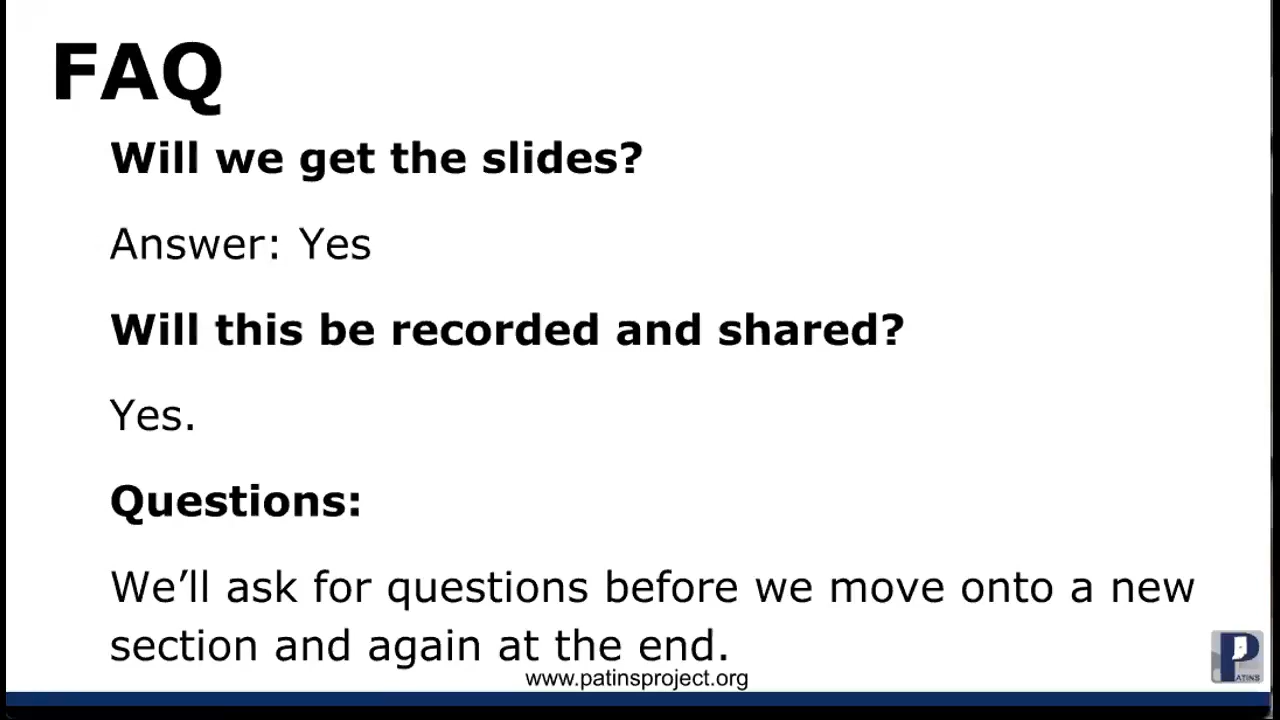 FAQ
Will we get the slides?
Answer: Yes
Will this be recorded and shared?
Yes.
Questions:
We’ll ask for questions before we move onto a new
section and again at the end.
www.patinsproject.org
PATINS